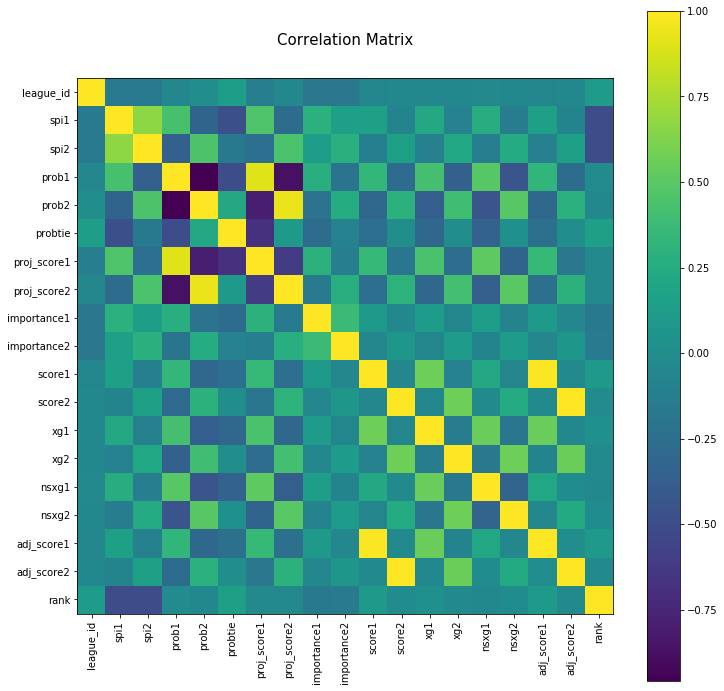 Correlation Matrix
league_id
spi1
spi2
prob1
prob2
probtie
proj_score1
proj_score2
importance1
importance2
score1
score2
xg1
xg2
nsxg1
nsxg2
adj_score1
adj_score2
rank
league_id
spi1
spi2
prob1
prob2
probtie
proj_score1
proj_score2
importance1
importance2
score1
score2
xg1
xg2
nsxg1
nsxg2
adj_score1
adj_score2
rank
1.00
0.75
0.50
0.25
0.00
−0.25
−0.50
−0.75